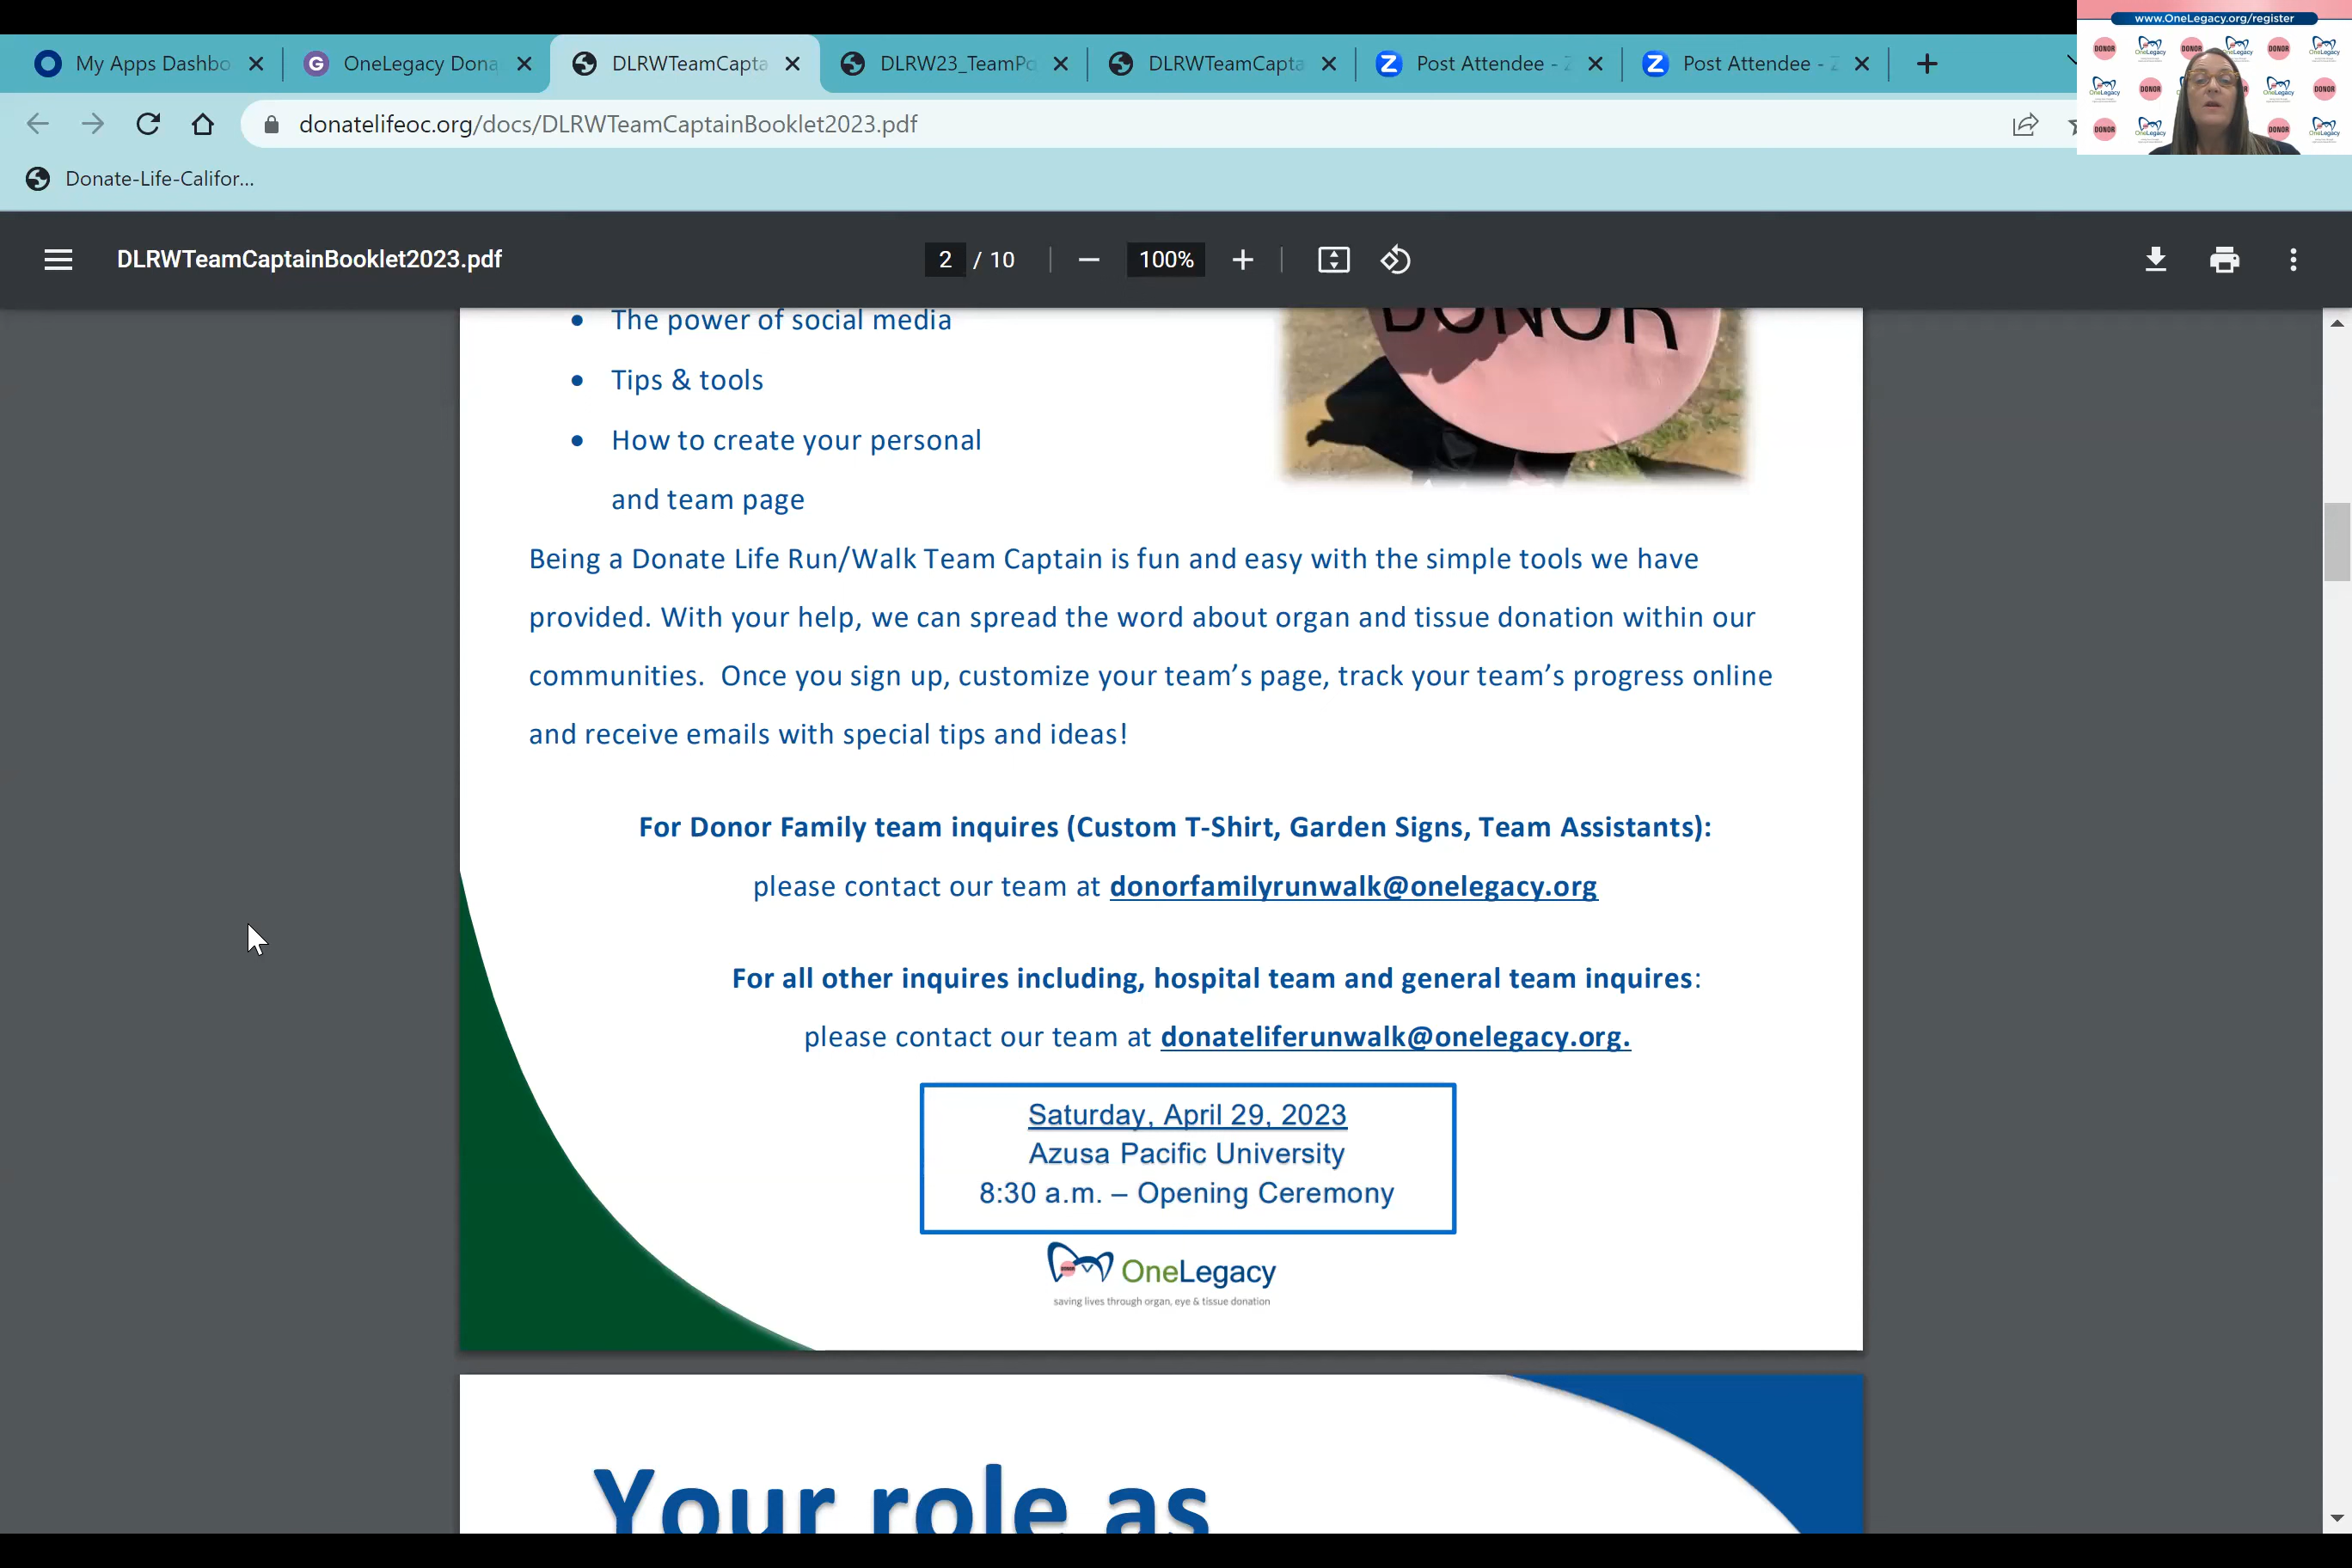 www.OneLegacy.org/register
My Apps Dashbo
OneLegacy Dona
DLRWTeamCapta
DLRW23_TeamPo
DLRWTeamCapta
Post Attendee - Z
Post Attendee - Z
donatelifeoc.org/docs/DLRWTeamCaptainBooklet2023.pdf
Donate-Life-Califor...
DLRWTeamCaptainBooklet2023.pdf
2 / 10
100%
DONOR
• The power of social media
• Tips & tools
• How to create your personal
and team page
Being a Donate Life Run/Walk Team Captain is fun and easy with the simple tools we have
provided. With your help, we can spread the word about organ and tissue donation within our
communities.  Once you sign up, customize your team’s page, track your team’s progress online
and receive emails with special tips and ideas!
For Donor Family team inquires (Custom T-Shirt, Garden Signs, Team Assistants):
please contact our team at donorfamilyrunwalk@onelegacy.org
For all other inquires including, hospital team and general team inquires:
please contact our team at donateliferunwalk@onelegacy.org.
Saturday, April 29, 2023
Azusa Pacific University
8:30 a.m. – Opening Ceremony
OneLegacy
saving lives through organ, eye & tissue donation
Your role as